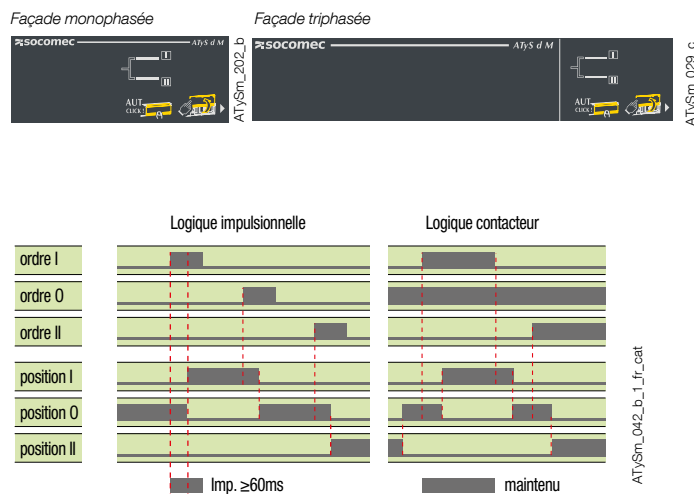 Façade monophasée
Façade triphasée
socomec ATyS d M
I
II
AUT
CLICK !
ATySm_202_b
socomec ATyS d M
I
II
AUT
CLICK !
ATySm_029_c
Logique impulsionnelle
Logique contacteur
ordre I
ordre 0
ordre II
position I
position 0
position II
Imp. ≥60ms
maintenu
ATySm_042_b_1_fr_cat